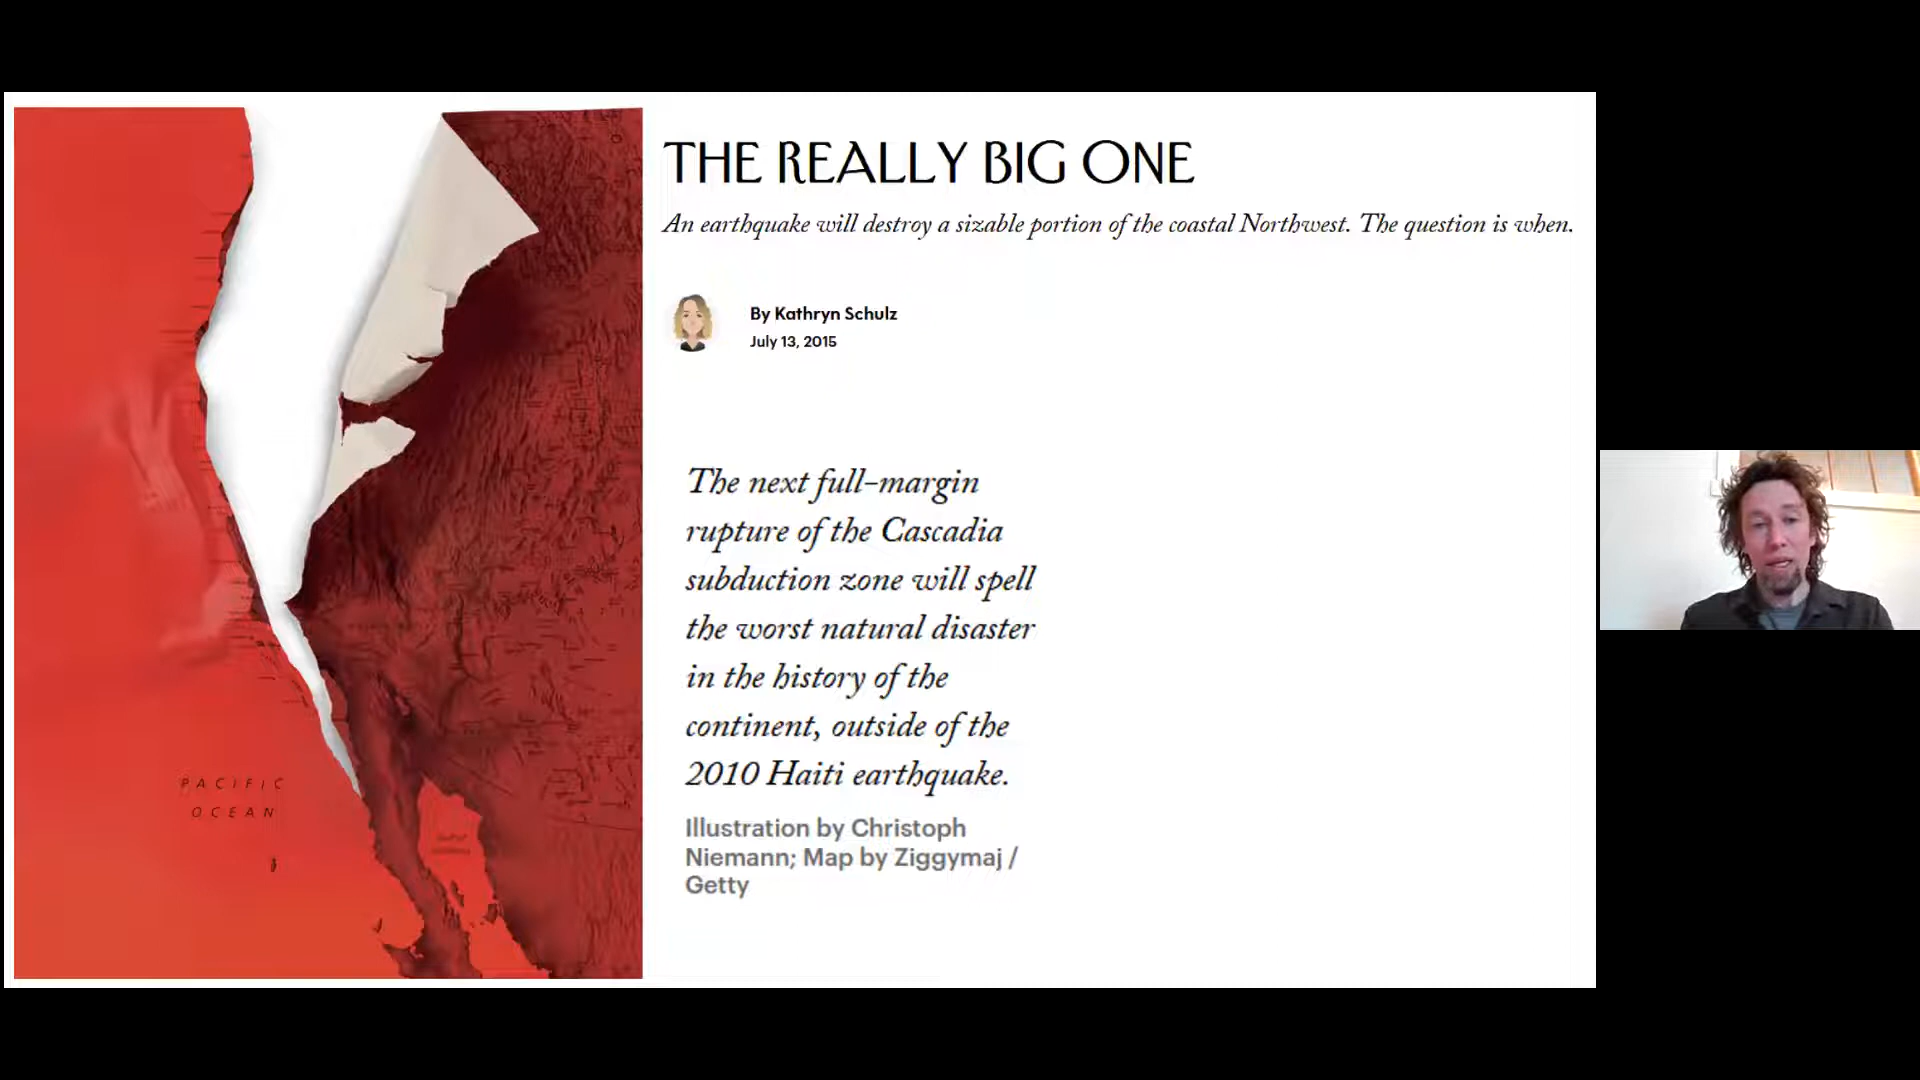 THE REALLY BIG ONE
An earthquake will destroy a sizable portion of the coastal Northwest. The question is when.
By Kathryn Schulz
July 13, 2015
The next full-margin
rupture of the Cascadia
subduction zone will spell
the worst natural disaster
in the history of the
continent, outside of the
2010 Haiti earthquake.
Illustration by Christoph
Niemann; Map by Ziggymaj /
Getty
PACIFIC
OCEAN